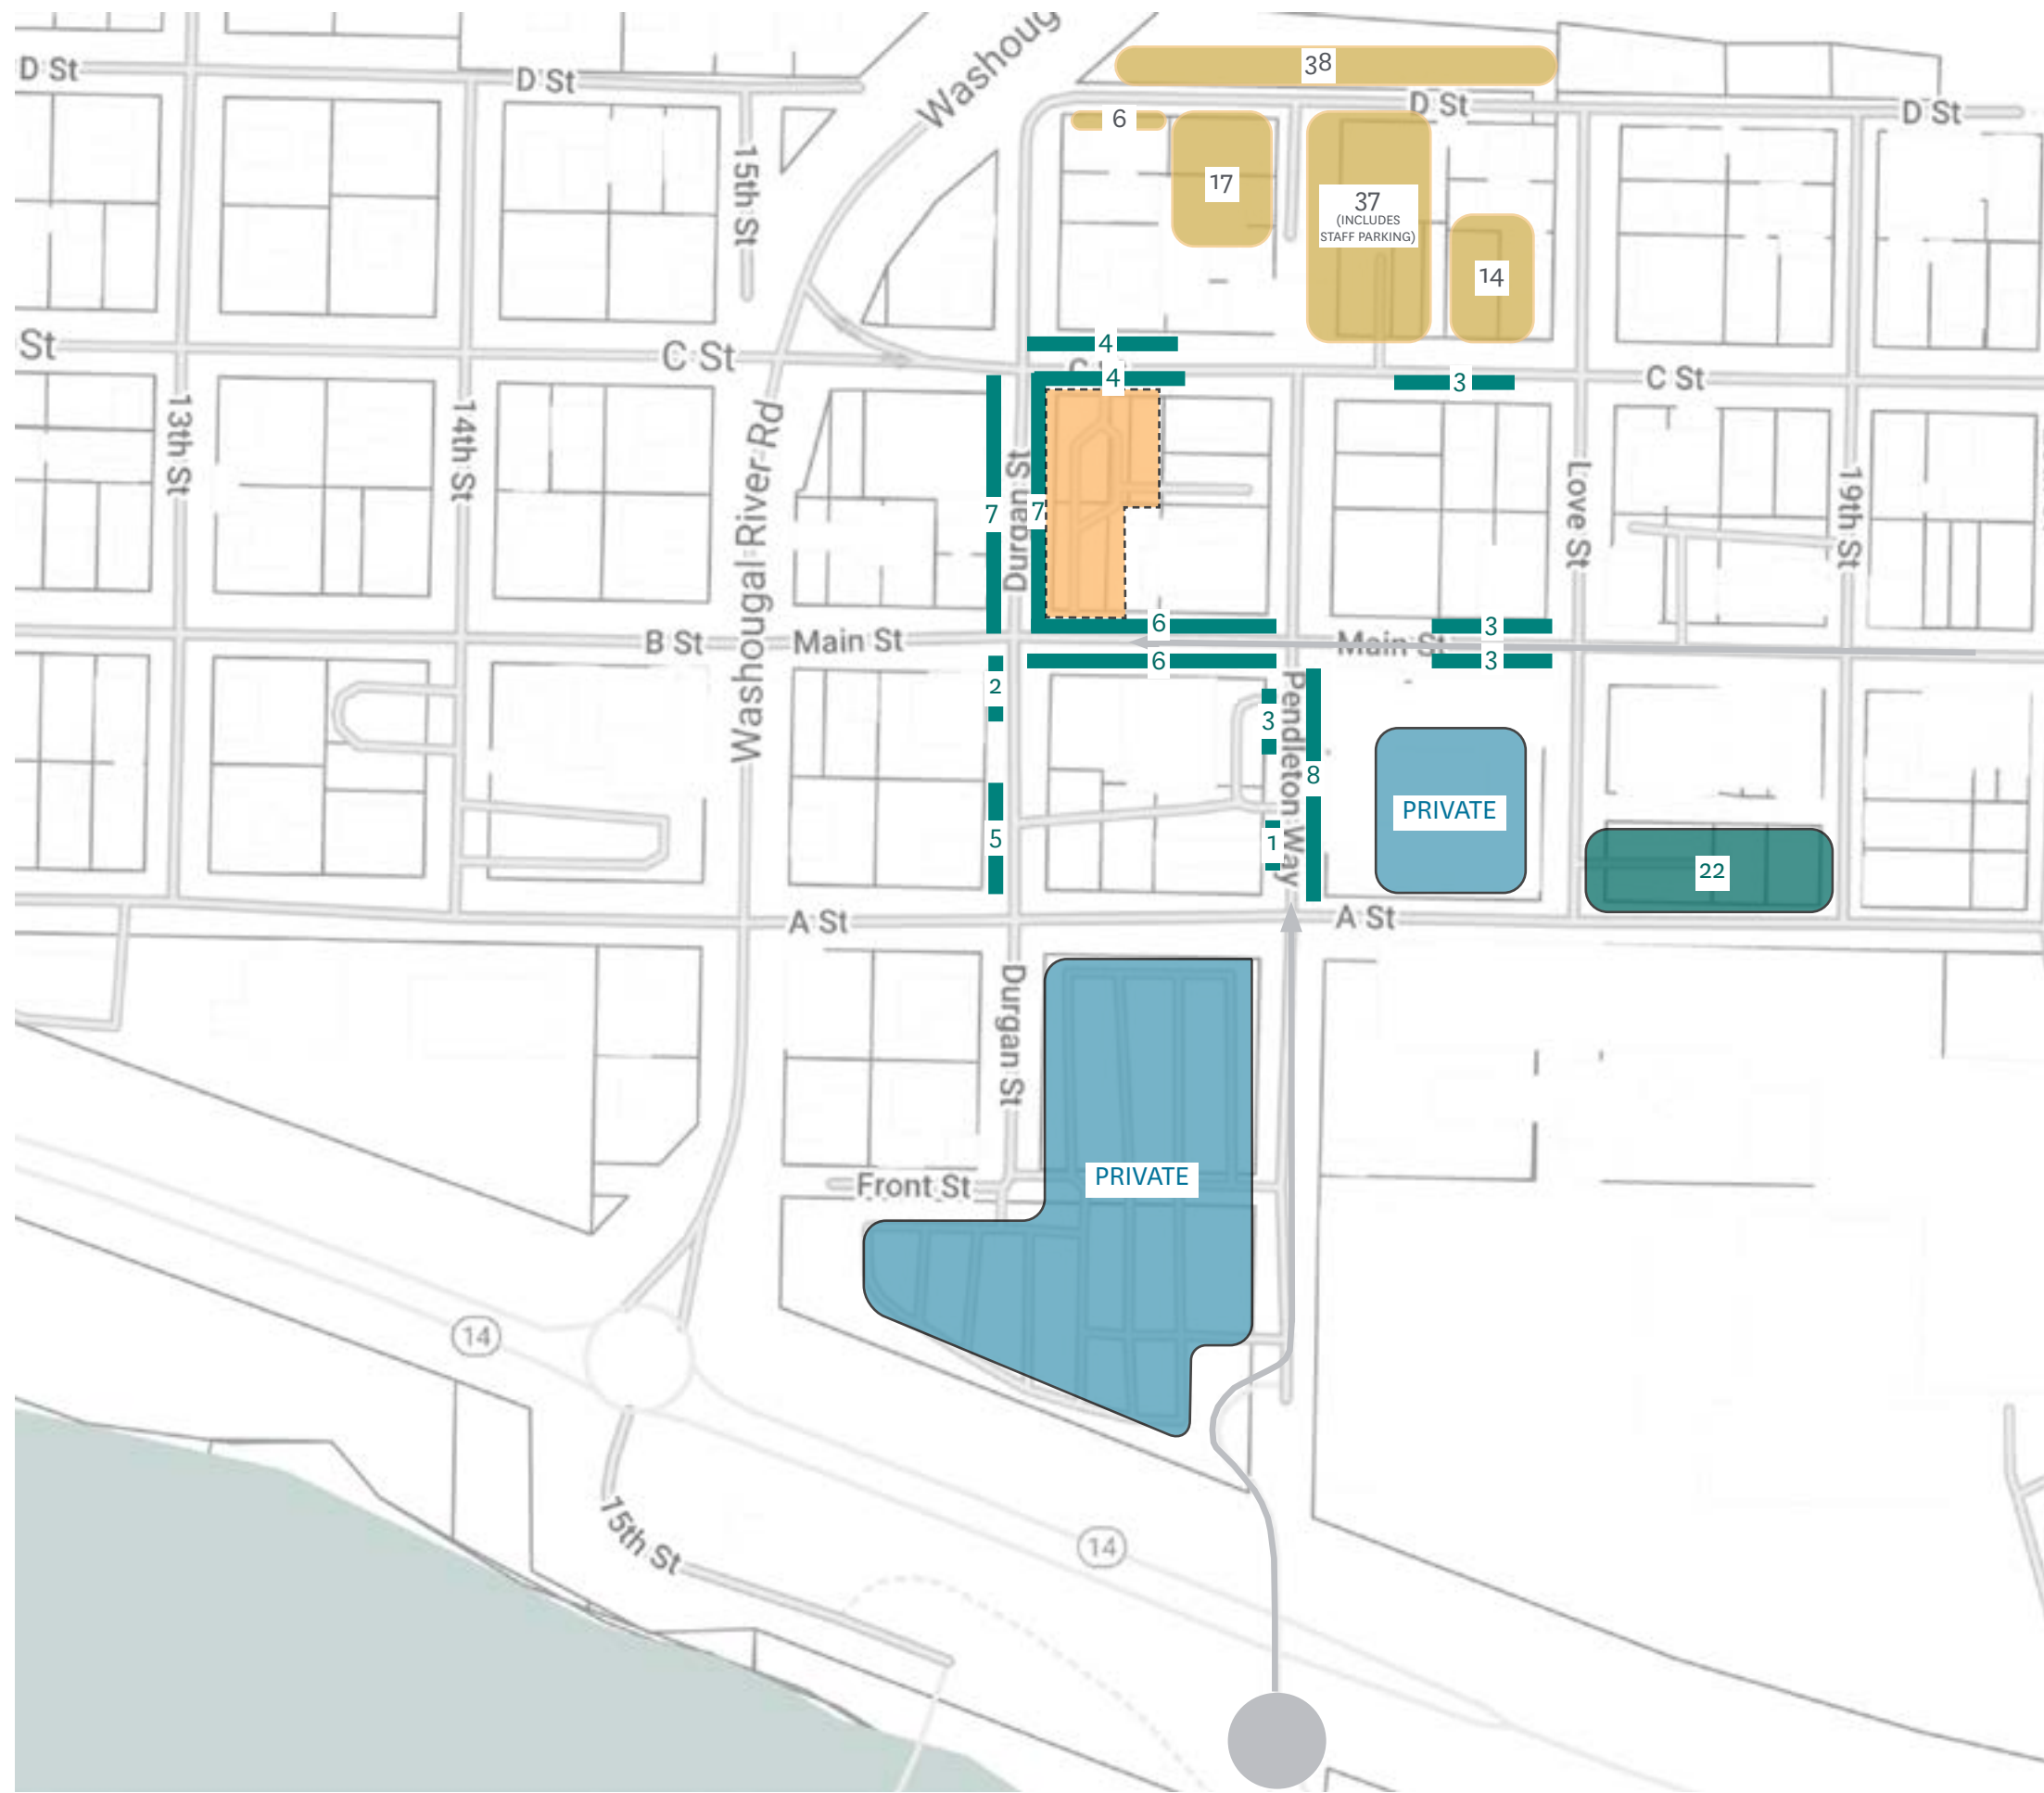 Washoug
38
D St
D St
D St
D St
6
17
37
(INCLUDES
STAFF PARKING)
14
15th St
St
C St
4
4
3
C St
13th St
14th St
Washougal River Rd
Durgan St
7
7
Love St
19th St
B St
Main St
6
6
Main St
3
3
2
5
3
1
Pendleton Way
8
PRIVATE
22
A St
A St
Durgan St
PRIVATE
Front St
14
14
15th St